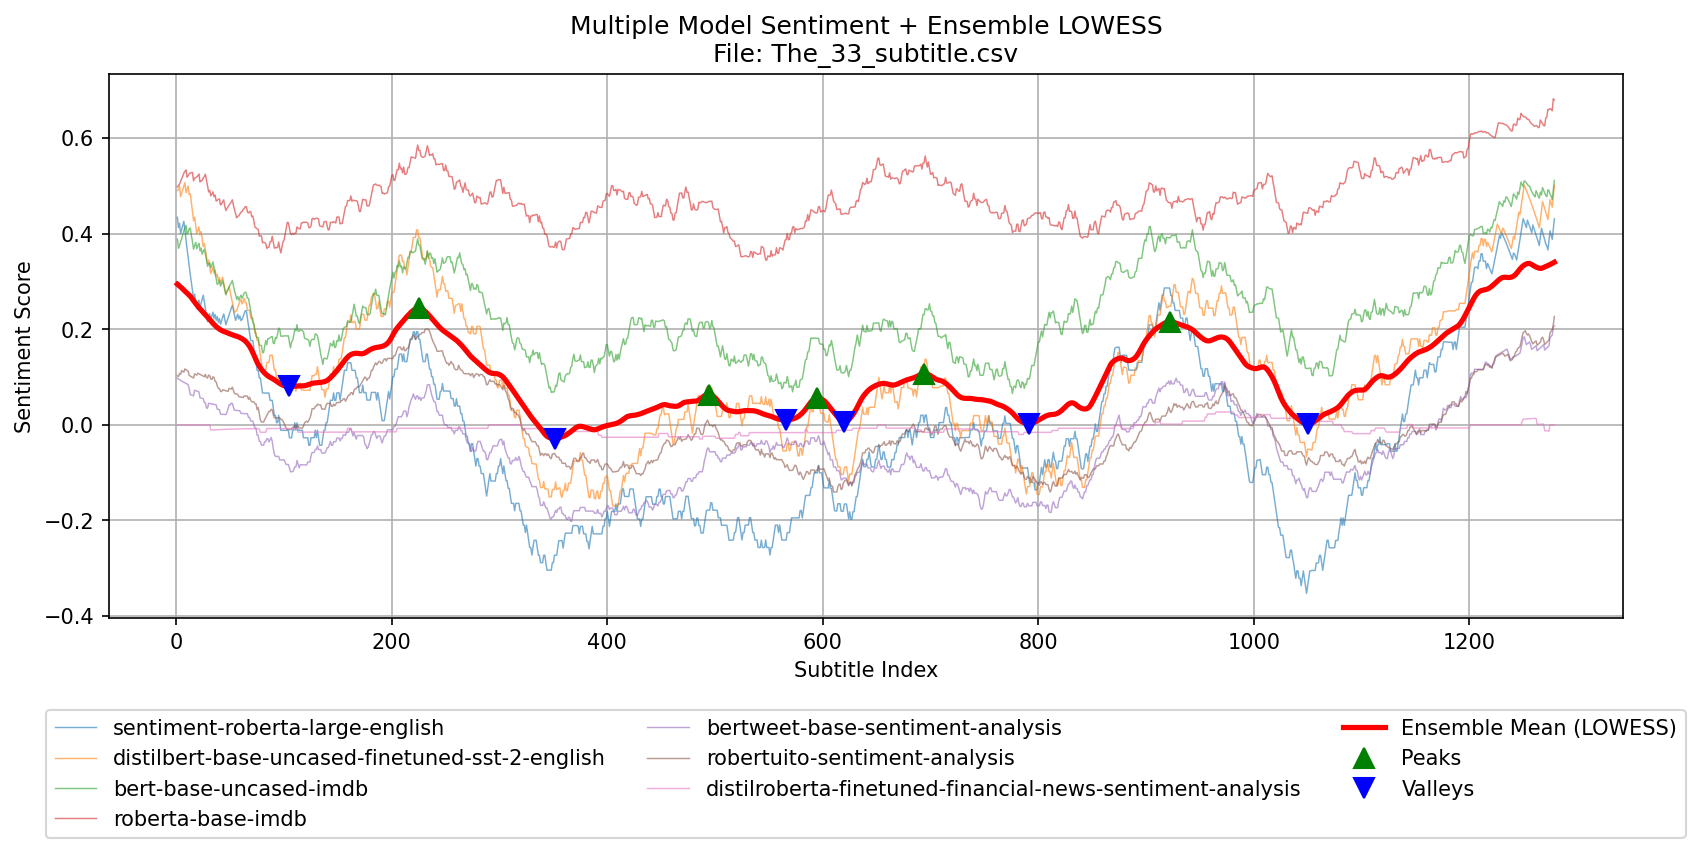 Multiple Model Sentiment + Ensemble LOWESS
File: The_33_subtitle.csv
Sentiment Score
0.6
0.4
0.2
0.0
−0.2
−0.4
0 200 400 600 800 1000 1200
Subtitle Index
sentiment-roberta-large-english
distilbert-base-uncased-finetuned-sst-2-english
bert-base-uncased-imdb
roberta-base-imdb
bertweet-base-sentiment-analysis
robertuito-sentiment-analysis
distilroberta-finetuned-financial-news-sentiment-analysis
Ensemble Mean (LOWESS)
Peaks
Valleys